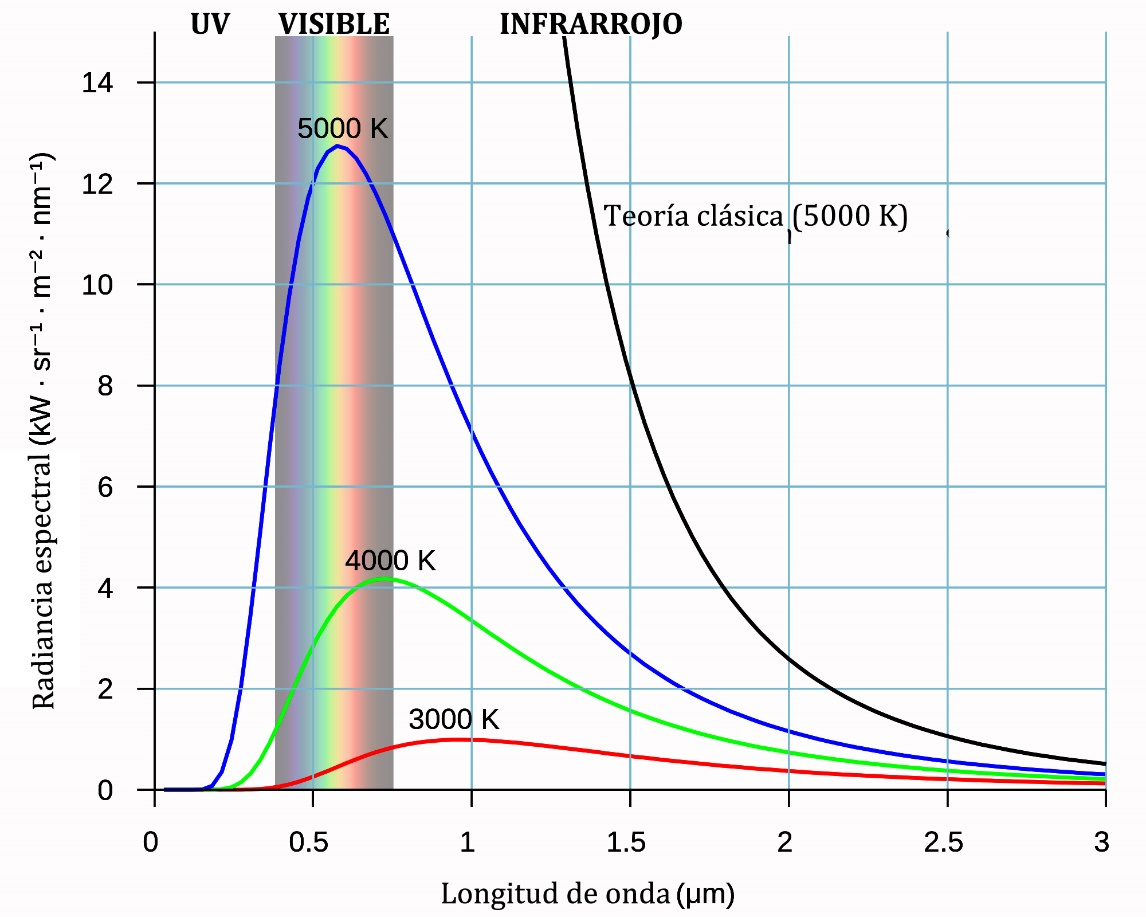 UV VISIBLE INFRARROJO
14
5000 K
12
Teoría clásica (5000 K)
10
8
6
4000 K
4
3000 K
2
0
0 0.5 1 1.5 2 2.5 3
Longitud de onda (µm)
Radiancia espectral (kW · sr⁻¹ · m⁻² · nm⁻¹)